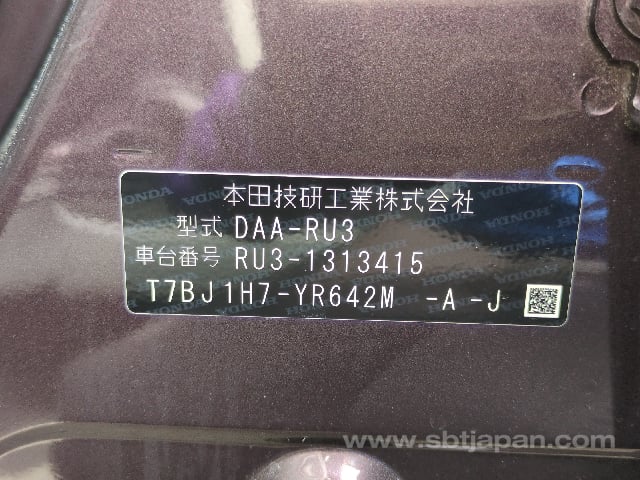 本田技研工業株式会社
型式 DAA-RU3
車台番号 RU3-1313415
T7BJ1H7-YR642M -A -J
www.sbtjapan.com